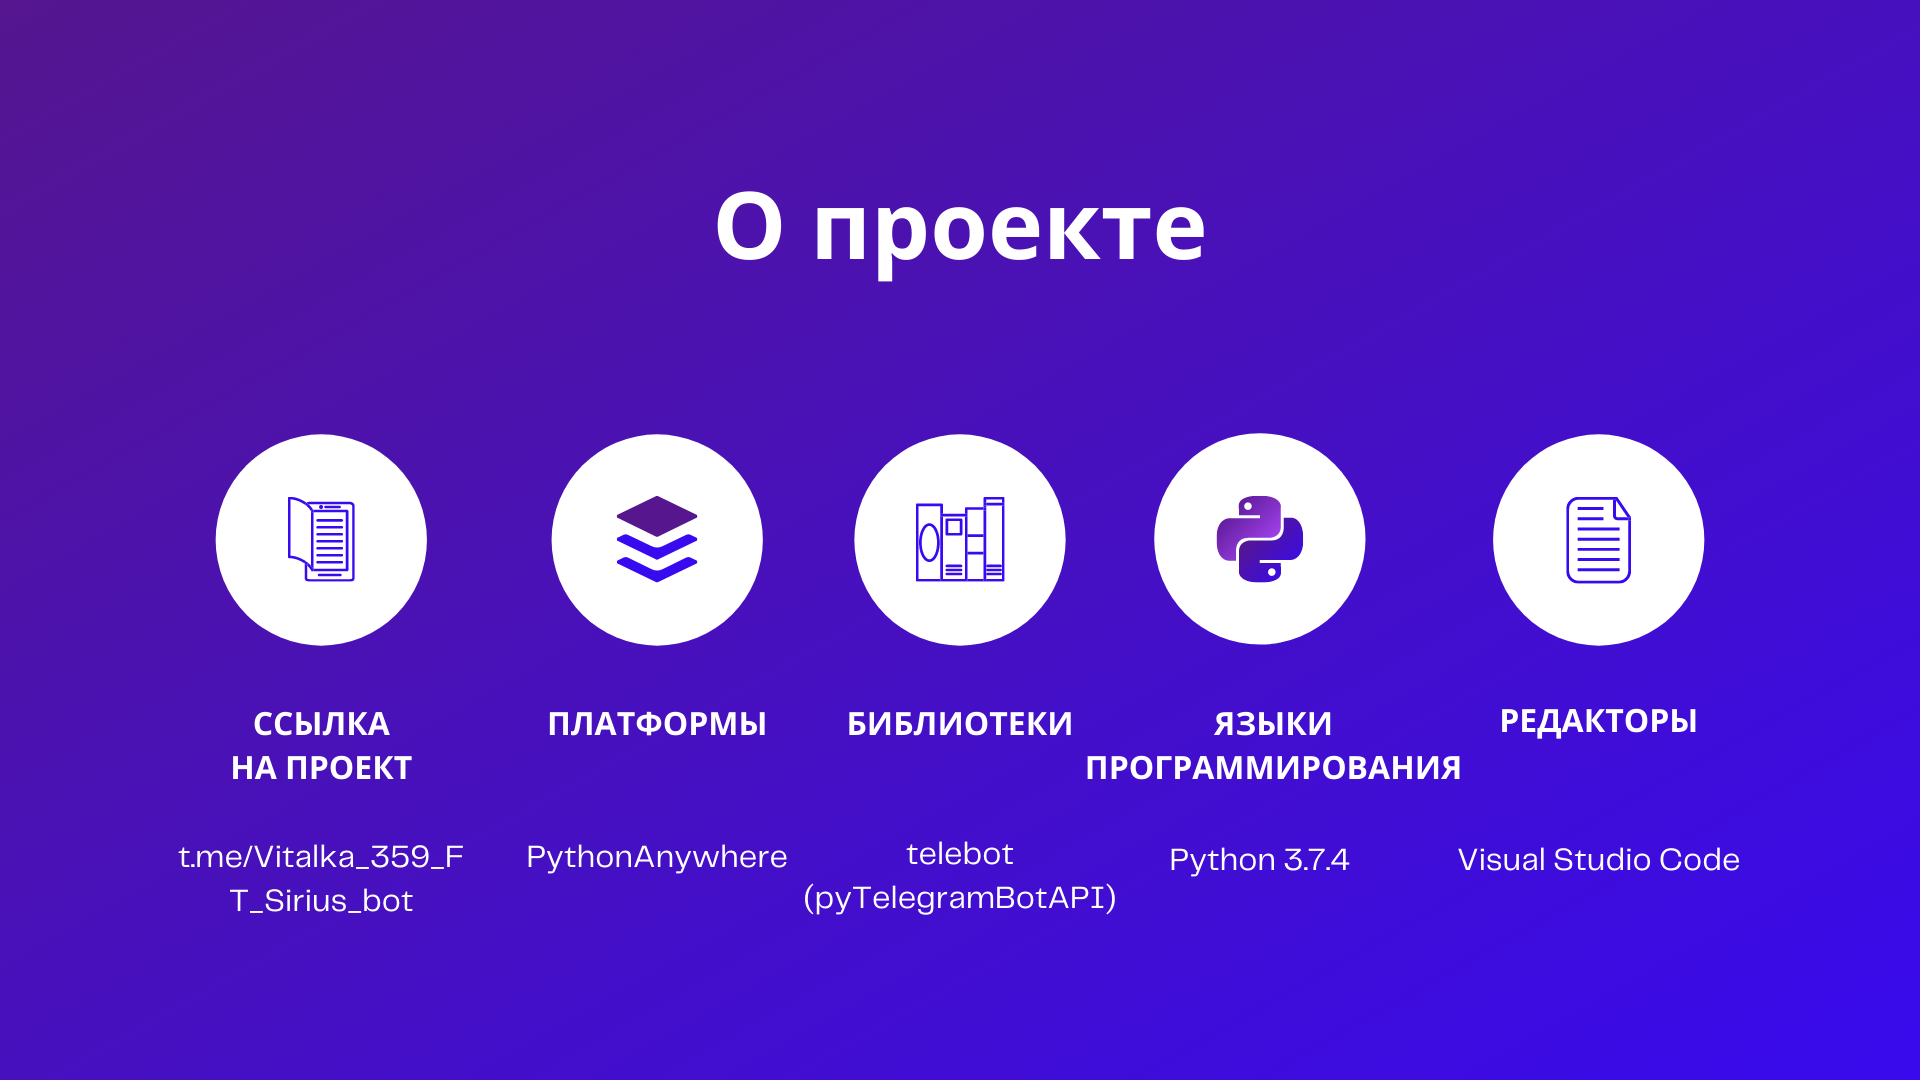 О проекте
ССЫЛКА
НА ПРОЕКТ
t.me/Vitalka_359_F
T_Sirius_bot
ПЛАТФОРМЫ
PythonAnywhere
БИБЛИОТЕКИ
telebot
(pyTelegramBotAPI)
ЯЗЫКИ
ПРОГРАММИРОВАНИЯ
Python 3.7.4
РЕДАКТОРЫ
Visual Studio Code